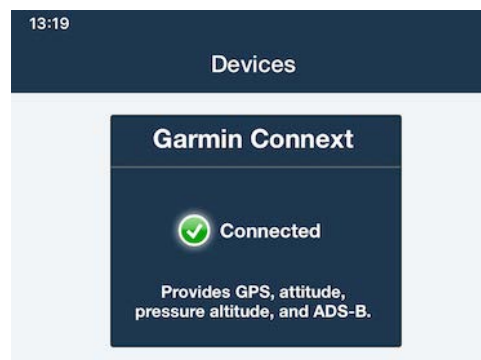 13:19
Devices
Garmin Connext
Connected
Provides GPS, attitude,
pressure altitude, and ADS-B.